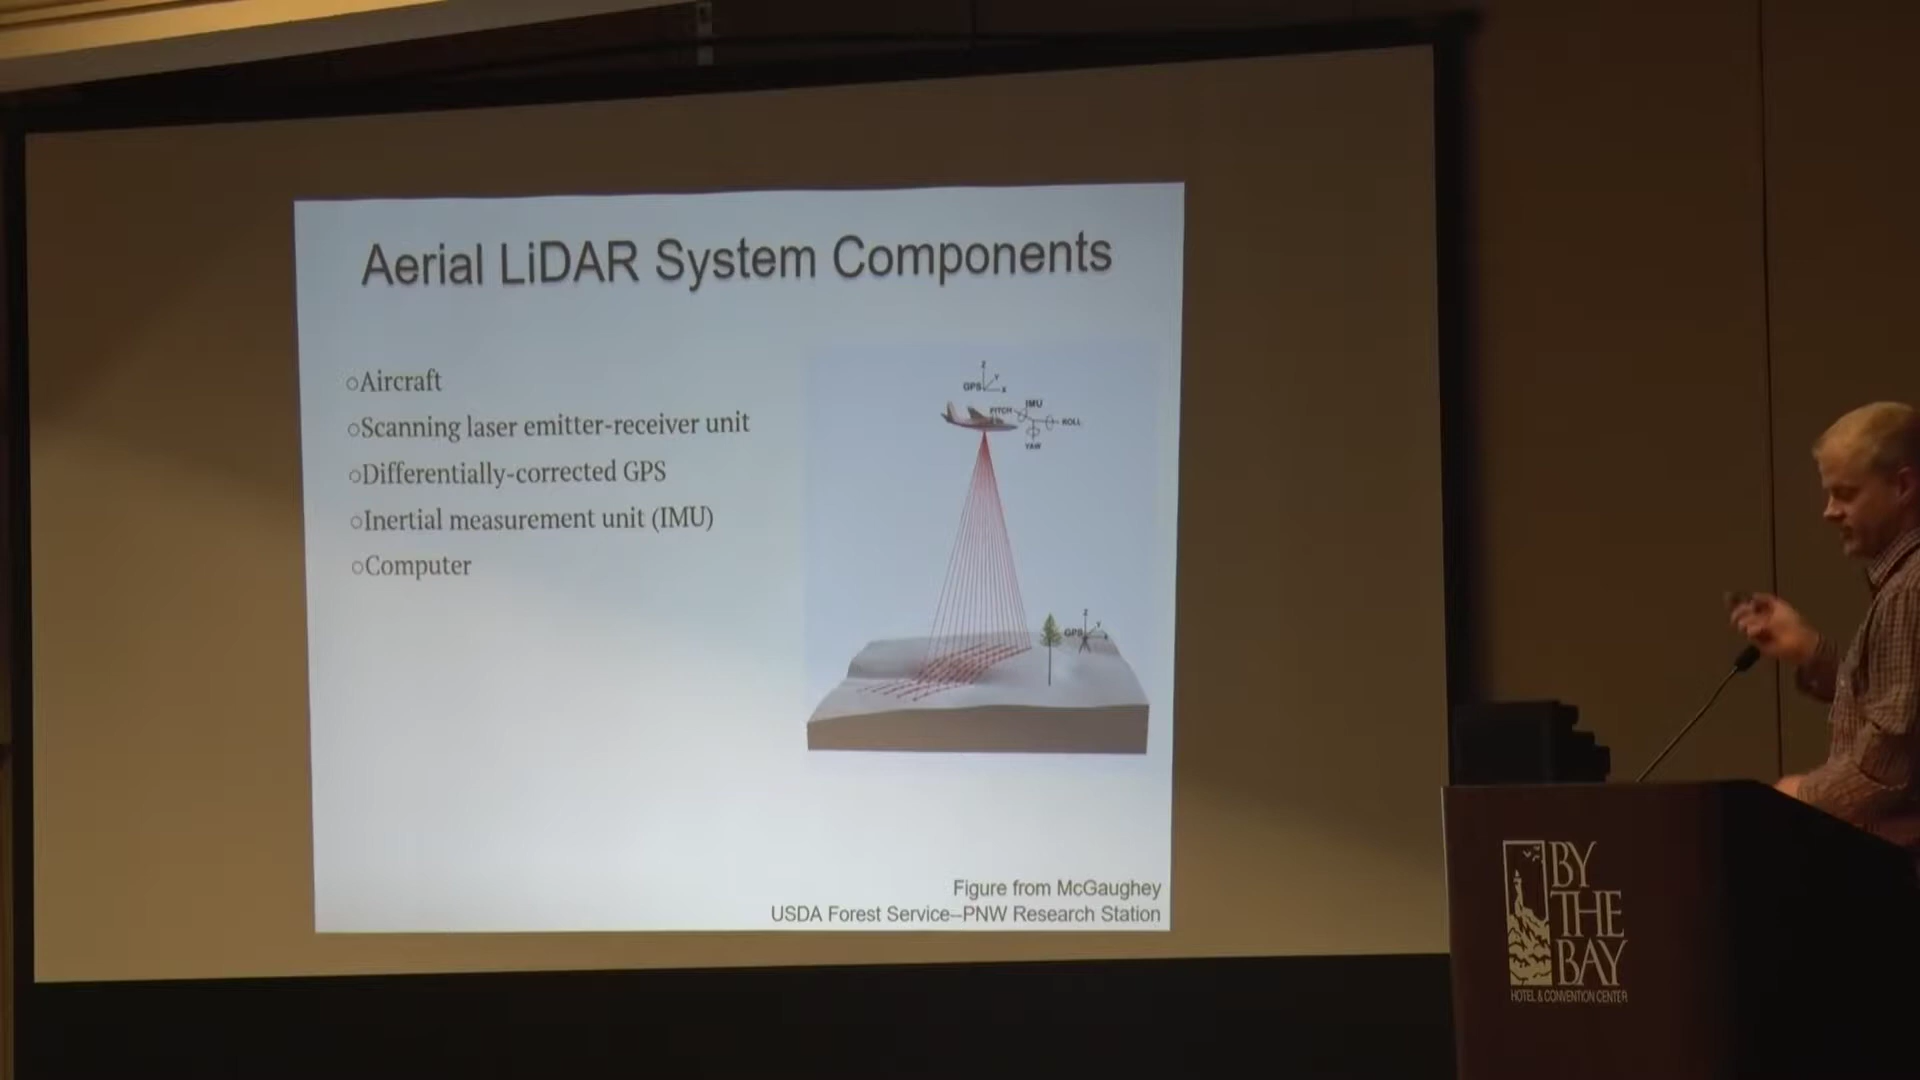 Aerial LiDAR System Components
○Aircraft
○Scanning laser emitter-receiver unit
○Differentially-corrected GPS
○Inertial measurement unit (IMU)
○Computer
Z
Y
GPS X
IMU
PITCH
ROLL
YAW
Z
Y
GPS
Figure from McGaughey
USDA Forest Service–PNW Research Station
BY
THE
BAY
HOTEL & CONVENTION CENTER